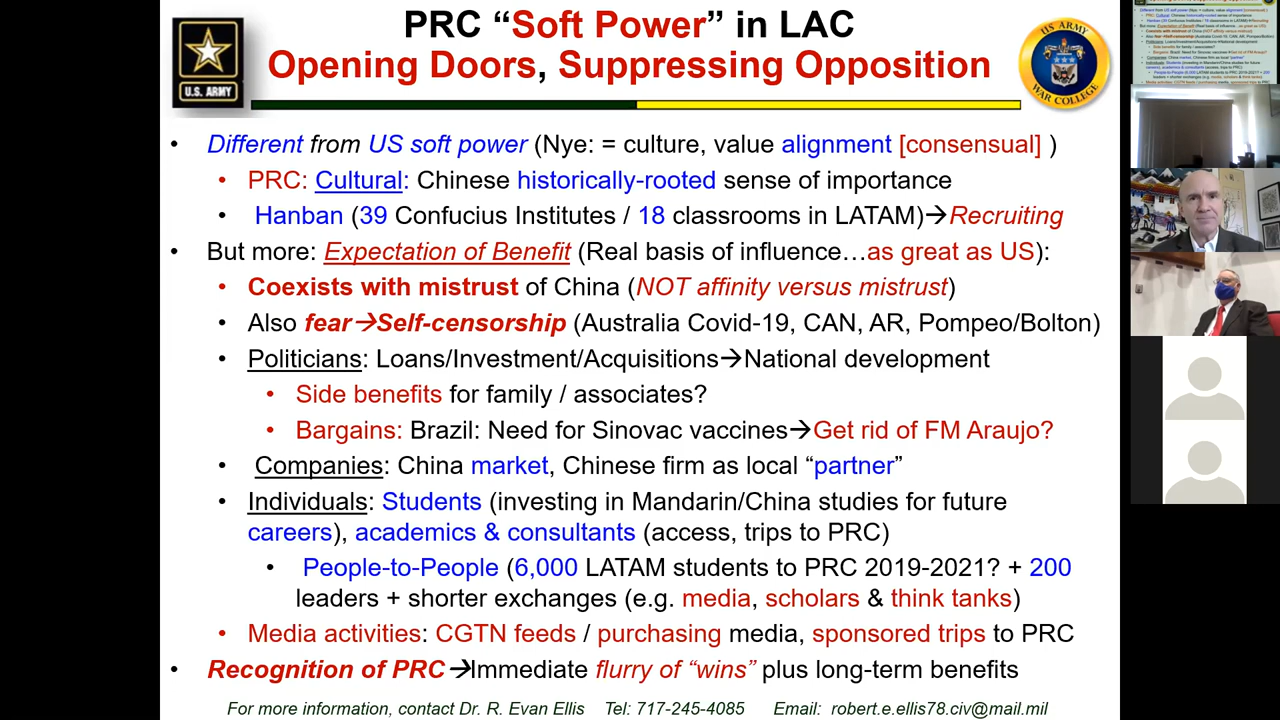 PRC “Soft Power” in LAC
Opening Doors, Suppressing Opposition
U.S. ARMY
US ARMY
WAR COLLEGE
• Different from US soft power (Nye: = culture, value alignment [consensual] )
• PRC: Cultural: Chinese historically-rooted sense of importance
• Hanban (39 Confucius Institutes / 18 classrooms in LATAM)→Recruiting
• But more: Expectation of Benefit (Real basis of influence…as great as US):
• Coexists with mistrust of China (NOT affinity versus mistrust)
• Also fear→Self-censorship (Australia Covid-19, CAN, AR, Pompeo/Bolton)
• Politicians: Loans/Investment/Acquisitions→National development
• Side benefits for family / associates?
• Bargains: Brazil: Need for Sinovac vaccines→Get rid of FM Araujo?
• Companies: China market, Chinese firm as local “partner”
• Individuals: Students (investing in Mandarin/China studies for future
careers), academics & consultants (access, trips to PRC)
• People-to-People (6,000 LATAM students to PRC 2019-2021? + 200
leaders + shorter exchanges (e.g. media, scholars & think tanks)
• Media activities: CGTN feeds / purchasing media, sponsored trips to PRC
• Recognition of PRC→Immediate flurry of “wins” plus long-term benefits
For more information, contact Dr. R. Evan Ellis Tel: 717-245-4085 Email: robert.e.ellis78.civ@mail.mil